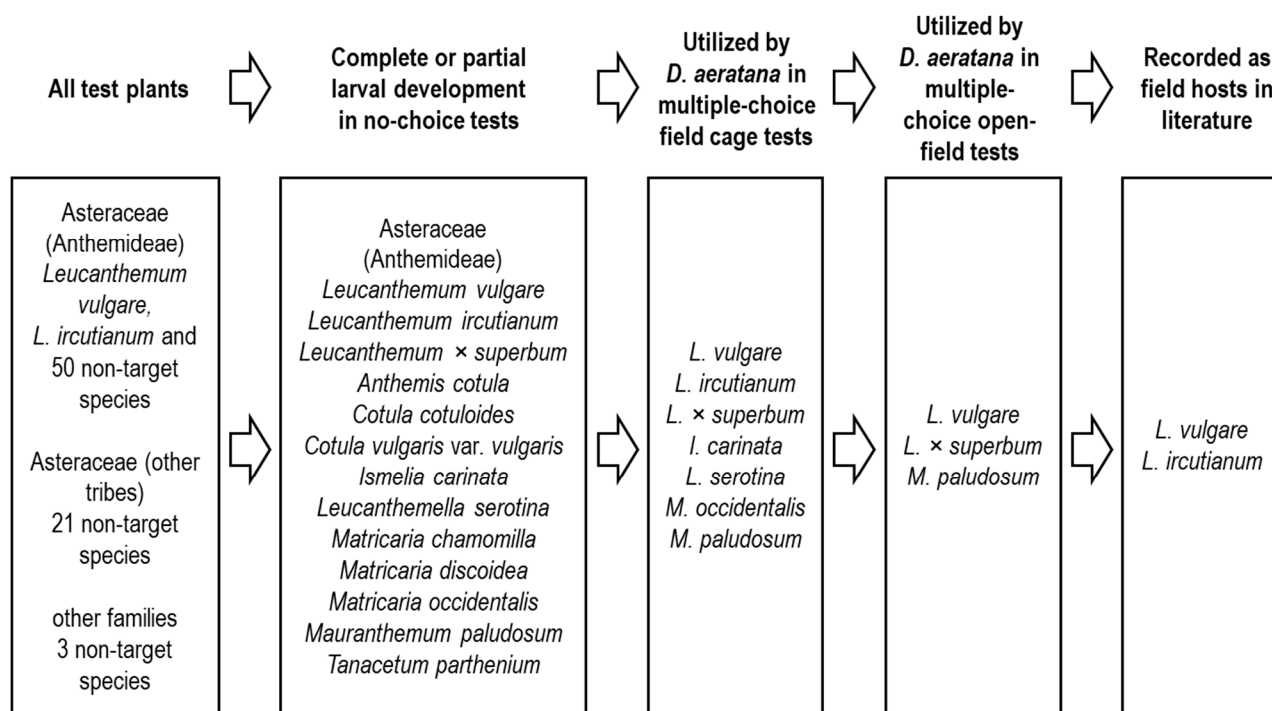 All test plants
Complete or partial
larval development
in no-choice tests
Utilized by
D. aeratana in
multiple-choice
field cage tests
Utilized by
D. aeratana in
multiple-
choice open-
field tests
Recorded as
field hosts in
literature
Asteraceae
(Anthemideae)
Leucanthemum
vulgare,
L. ircutianum and
50 non-target
species
Asteraceae (other
tribes)
21 non-target
species
other families
3 non-target
species
Asteraceae
(Anthemideae)
Leucanthemum vulgare
Leucanthemum ircutianum
Leucanthemum × superbum
Anthemis cotula
Cotula cotuloides
Cotula vulgaris var. vulgaris
Ismelia carinata
Leucanthemella serotina
Matricaria chamomilla
Matricaria discoidea
Matricaria occidentalis
Mauranthemum paludosum
Tanacetum parthenium
L. vulgare
L. ircutianum
L. × superbum
I. carinata
L. serotina
M. occidentalis
M. paludosum
L. vulgare
L. × superbum
M. paludosum
L. vulgare
L. ircutianum